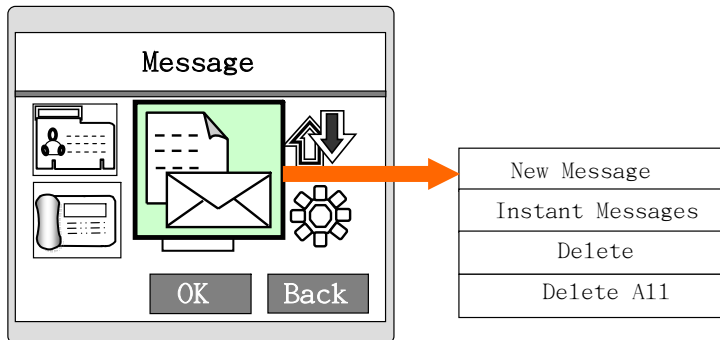 Message
OK Back
New Message
Instant Messages
Delete
Delete All